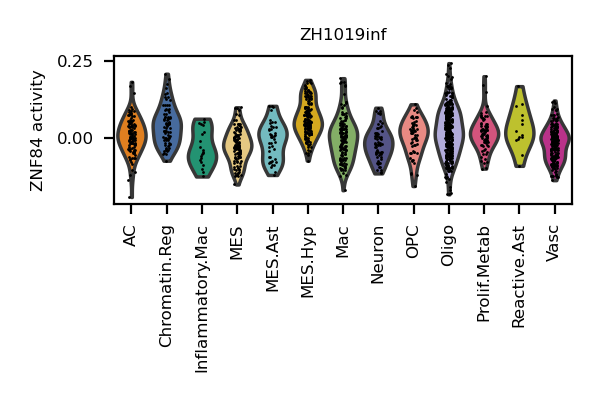 ZH1019inf
ZNF84 activity
0.25
0.00
AC
Chromatin.Reg
Inflammatory.Mac
MES
MES.Ast
MES.Hyp
Mac
Neuron
OPC
Oligo
Prolif.Metab
Reactive.Ast
Vasc